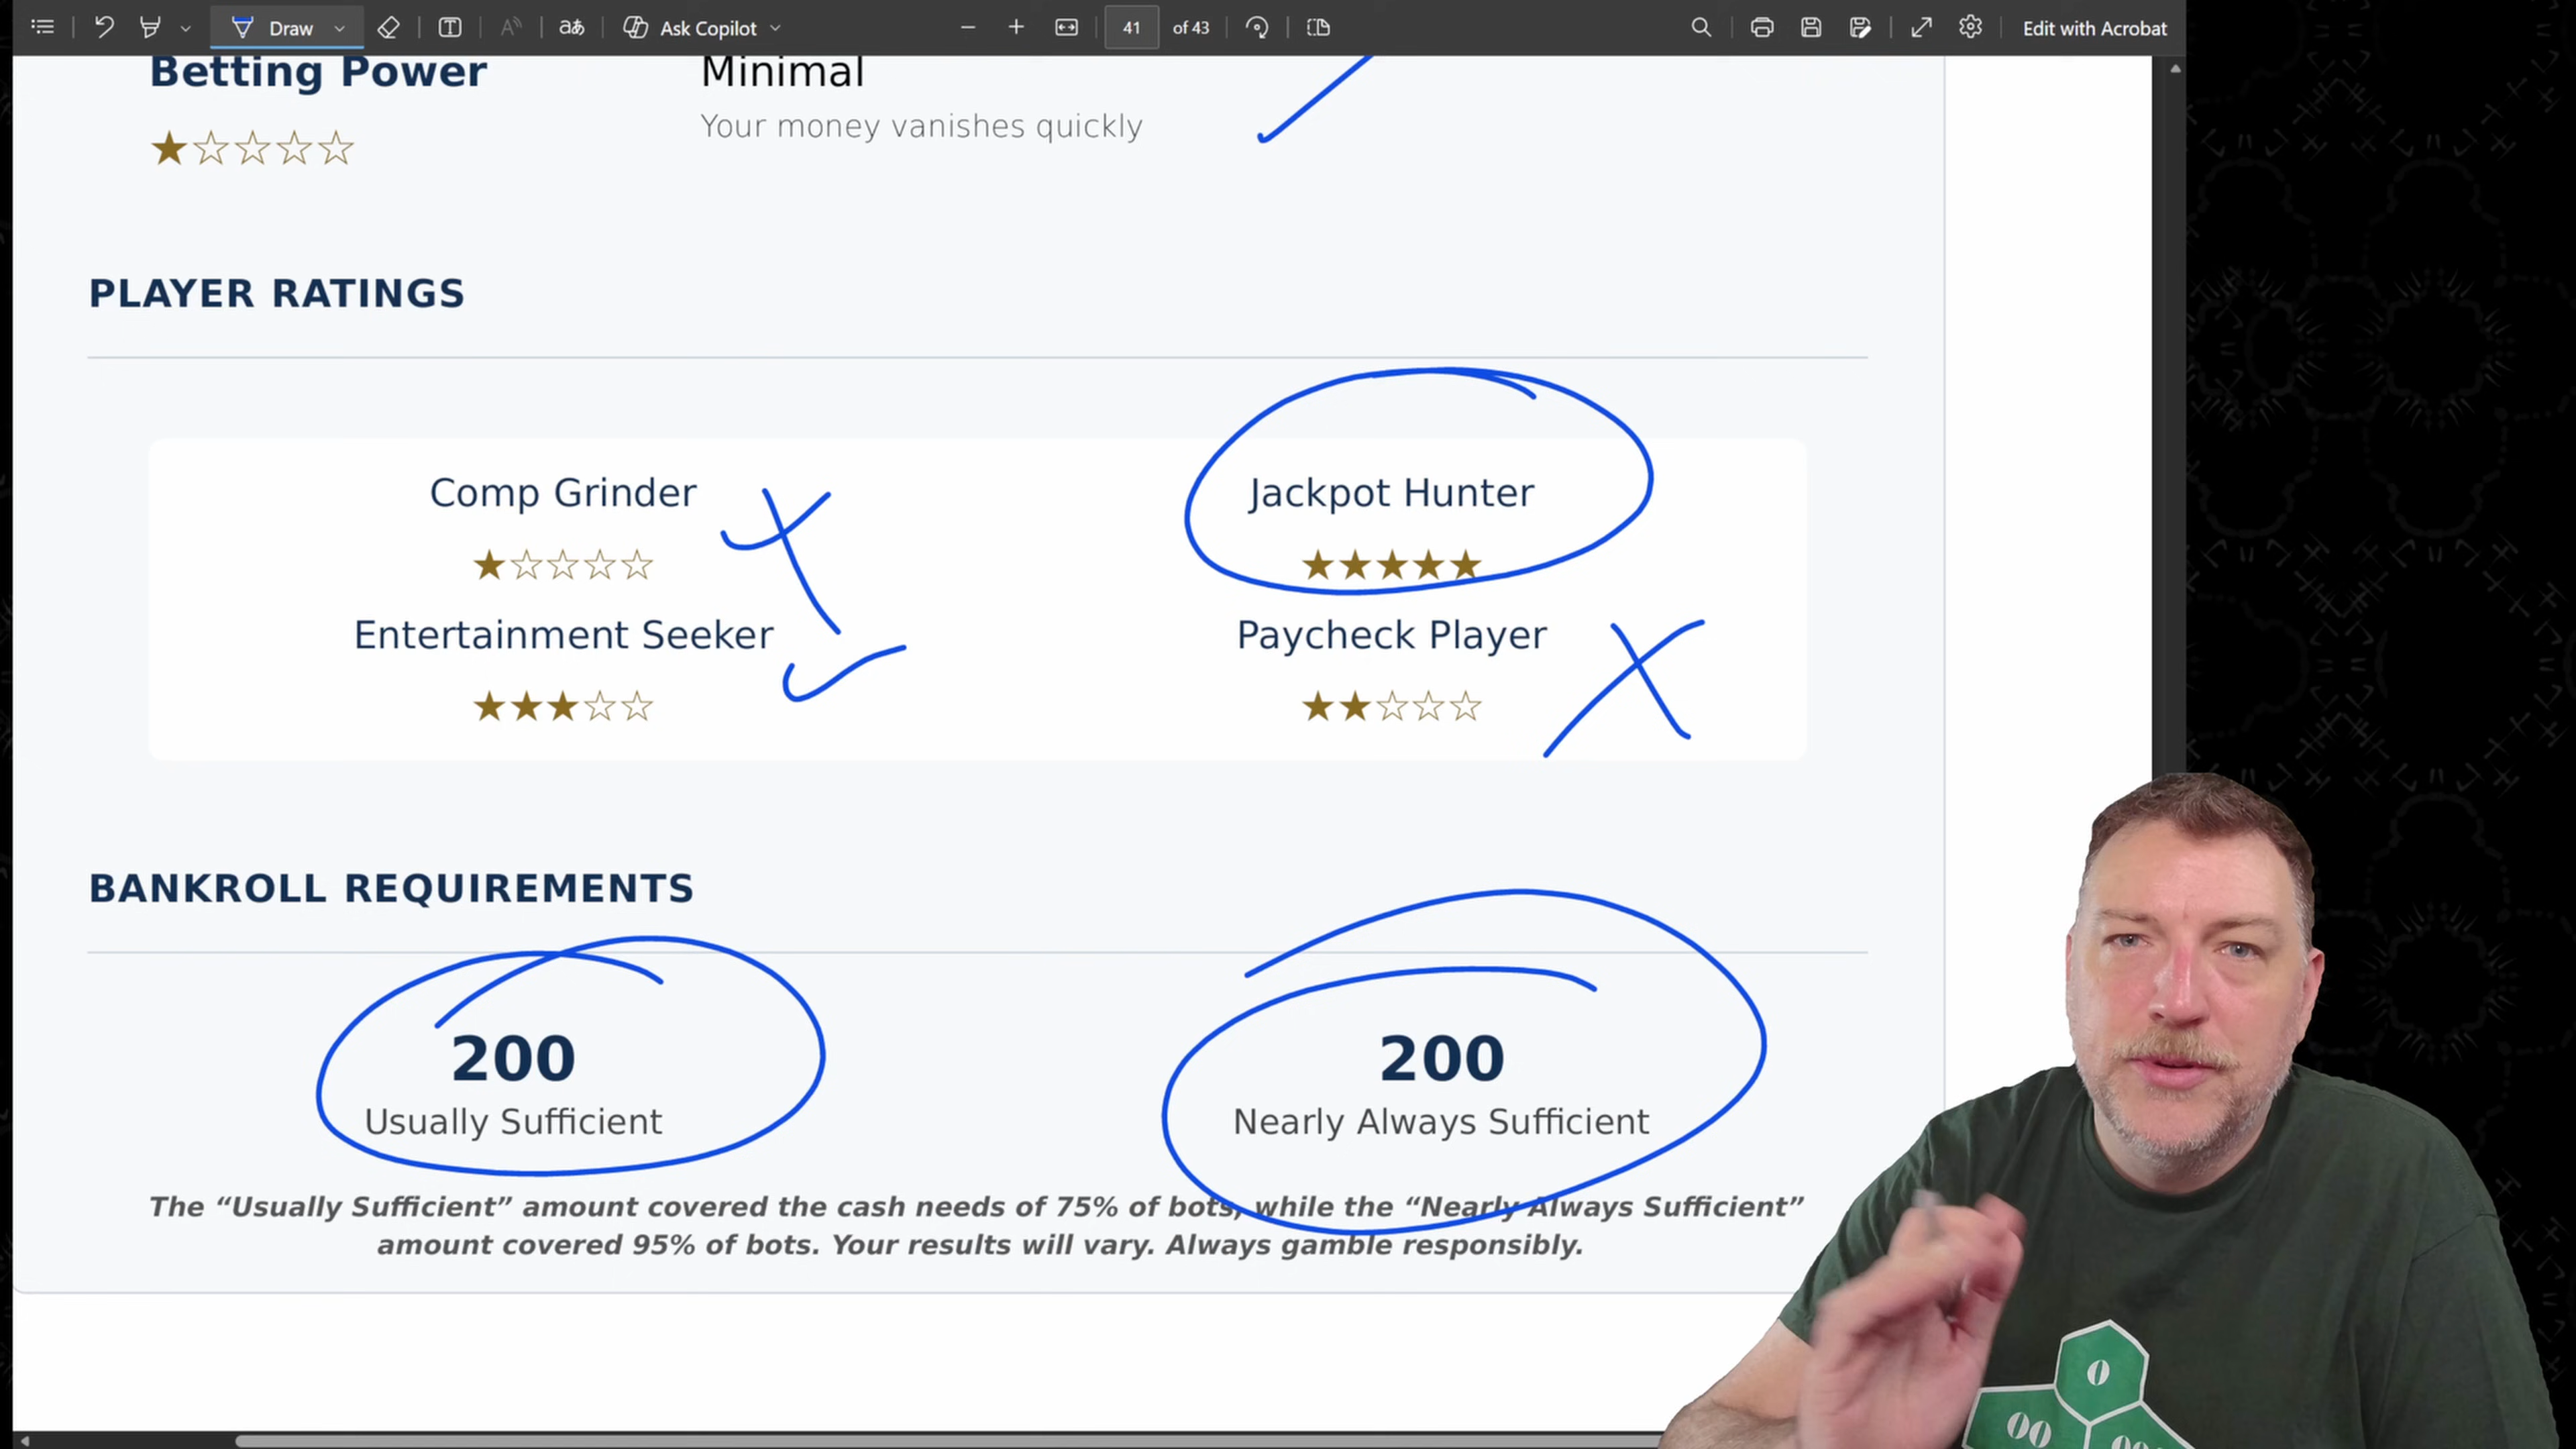 Draw
Ask Copilot
41 of 43
Edit with Acrobat
Betting Power
Minimal
Your money vanishes quickly
PLAYER RATINGS
Comp Grinder
Jackpot Hunter
Entertainment Seeker
Paycheck Player
BANKROLL REQUIREMENTS
200
Usually Sufficient
200
Nearly Always Sufficient
The “Usually Sufficient” amount covered the cash needs of 75% of bots, while the “Nearly Always Sufficient”
amount covered 95% of bots. Your results will vary. Always gamble responsibly.
0
00